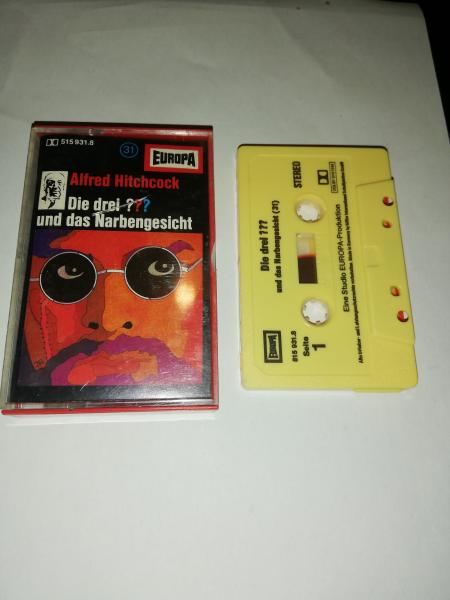 515 931.8
31
EUROPA
Alfred Hitchcock
Die drei ???
und das Narbengesicht
STEREO
Die drei ???
und das Narbengesicht (31)
Eine Studio EUROPA-Produktion
EUROPA
515 931.8
Seite
1